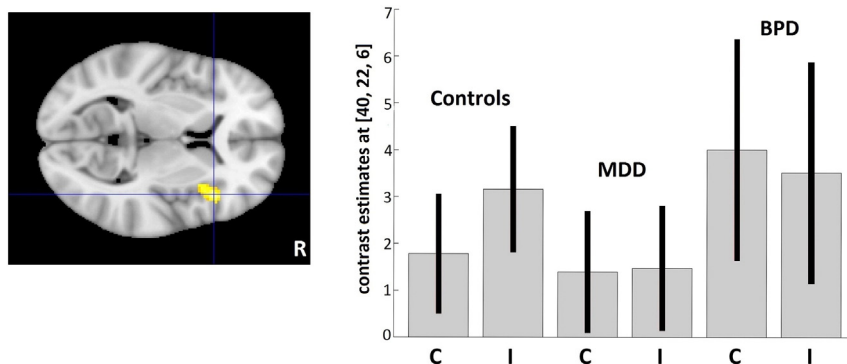 R
contrast estimates at [40, 22, 6]
7
6
5
4
3
2
1
0
Controls
MDD
BPD
C I C I C I